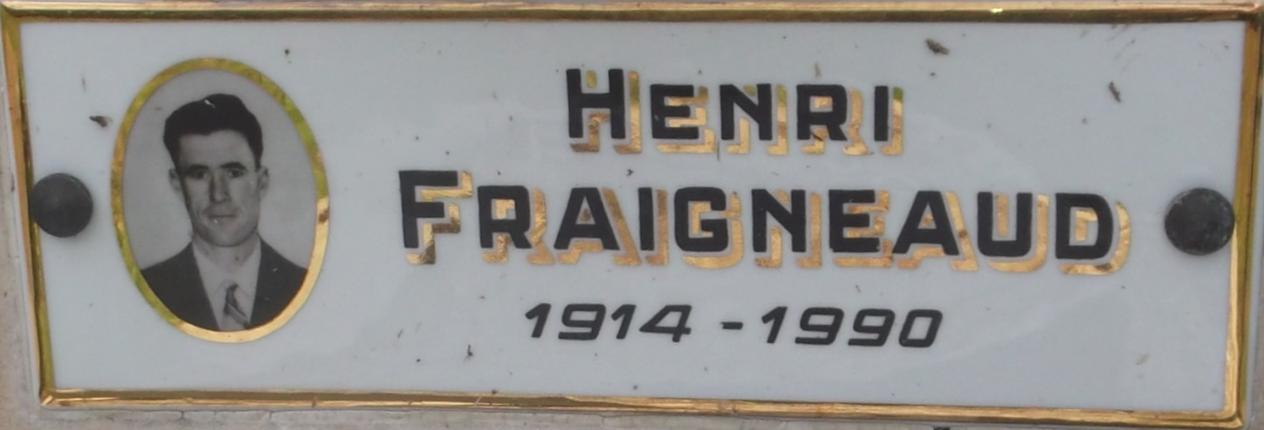 HENRI
FRAIGNEAUD
1914 - 1990